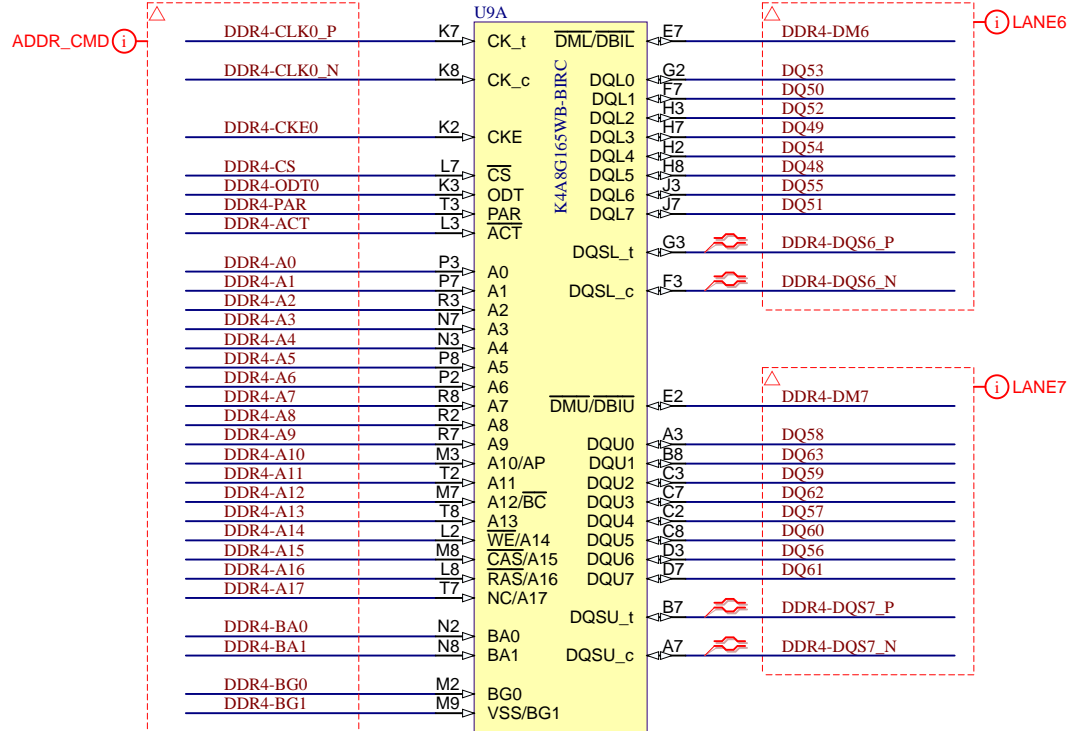 U9A
ADDR_CMD i
i LANE6
DDR4-CLK0_P K7 CK_t DML/DBIL E7 DDR4-DM6
DDR4-CLK0_N K8 CK_c DQL0 G2 DQ53
DQL1 F7 DQ50
DQL2 H3 DQ52
DDR4-CKE0 K2 CKE DQL3 H7 DQ49
DQL4 H2 DQ54
DDR4-CS L7 CS DQL5 H8 DQ48
DDR4-ODT0 K3 ODT DQL6 J3 DQ55
DDR4-PAR T3 PAR DQL7 J7 DQ51
DDR4-ACT L3 ACT
K4A8G165WB-BIRC
DQSL_t G3 DDR4-DQS6_P
DDR4-A0 P3 A0
DDR4-A1 P7 A1 DQSL_c F3 DDR4-DQS6_N
DDR4-A2 R3 A2
DDR4-A3 N7 A3
DDR4-A4 N3 A4
DDR4-A5 P8 A5
DDR4-A6 P2 A6
i LANE7
DDR4-A7 R8 A7 DMU/DBIU E2 DDR4-DM7
DDR4-A8 R2 A8
DDR4-A9 R7 A9 DQU0 A3 DQ58
DDR4-A10 M3 A10/AP DQU1 B8 DQ63
DDR4-A11 T2 A11 DQU2 C3 DQ59
DDR4-A12 M7 A12/BC DQU3 C7 DQ62
DDR4-A13 T8 A13 DQU4 C2 DQ57
DDR4-A14 L2 WE/A14 DQU5 C8 DQ60
DDR4-A15 M8 CAS/A15 DQU6 D3 DQ56
DDR4-A16 L8 RAS/A16 DQU7 D7 DQ61
DDR4-A17 T7 NC/A17
DQSU_t B7 DDR4-DQS7_P
DDR4-BA0 N2 BA0
DDR4-BA1 N8 BA1 DQSU_c A7 DDR4-DQS7_N
DDR4-BG0 M2 BG0
DDR4-BG1 M9 VSS/BG1